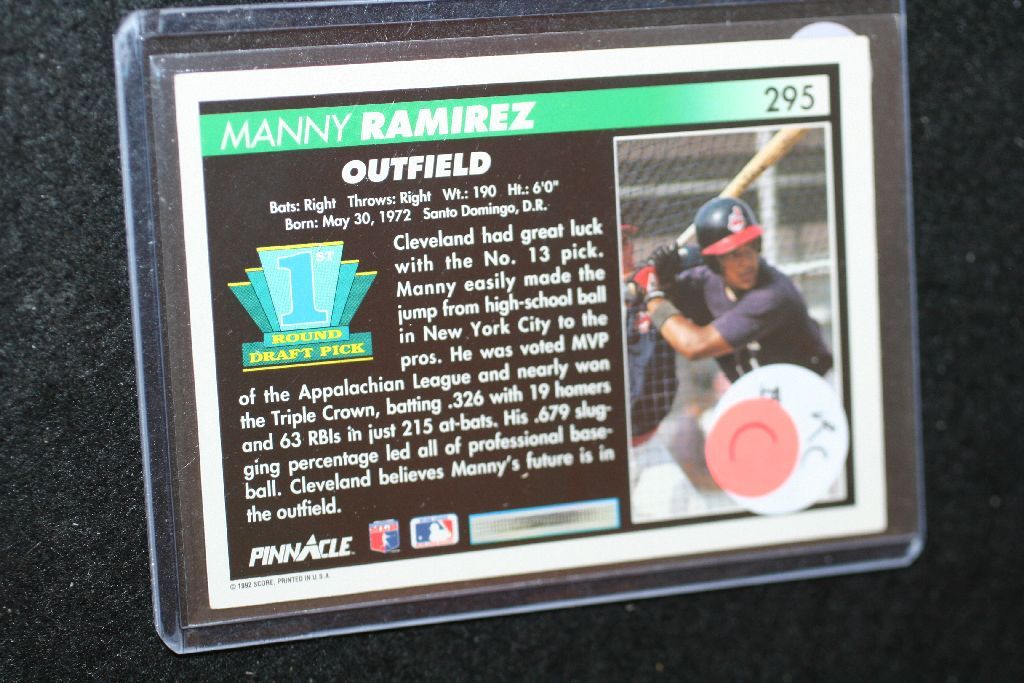 295
MANNY RAMIREZ
OUTFIELD
Bats: Right Throws: Right Wt.: 190 Ht.: 6'0"
Born: May 30, 1972 Santo Domingo, D.R.
1ST
ROUND
DRAFT PICK
Cleveland had great luck
with the No. 13 pick.
Manny easily made the
jump from high-school ball
in New York City to the
pros. He was voted MVP
of the Appalachian League and nearly won
the Triple Crown, batting .326 with 19 homers
and 63 RBIs in just 215 at-bats. His .679 slug-
ging percentage led all of professional base-
ball. Cleveland believes Manny's future is in
the outfield.
PINNACLE
© 1992 SCORE, PRINTED IN U.S.A.
RC